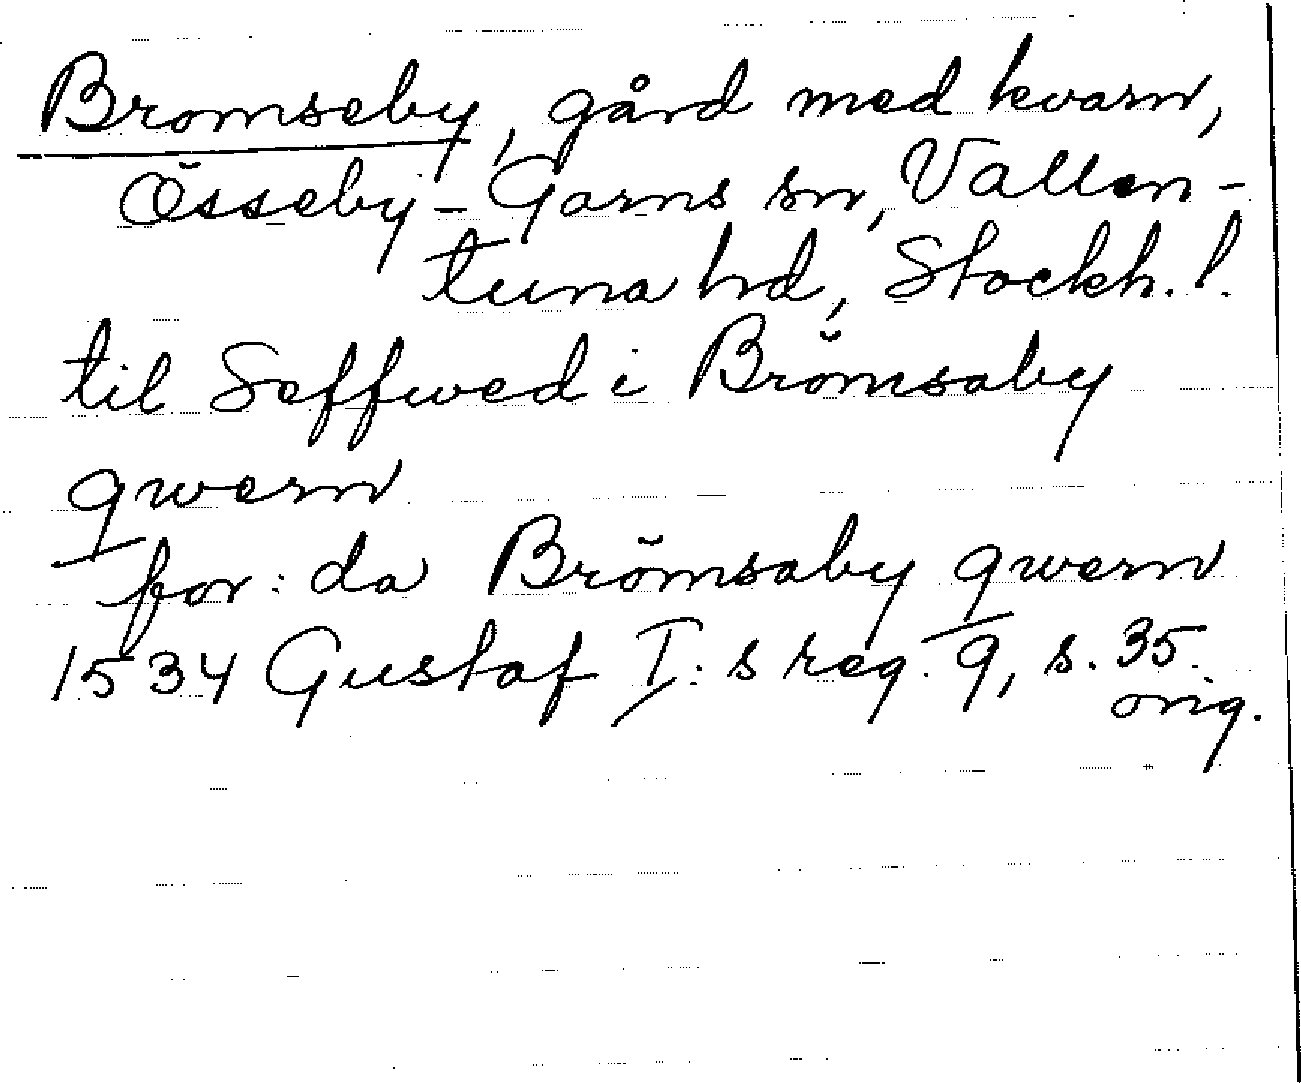 Bromseby, gård med kvarn,
Össeby-Garns sn, Vallen-
tuna hd, Stockh. l.
til Seffwed i Brömsaby
qwern
for: da Brömsaby qwern
1534 Gustaf I:s reg. 9, s. 35.
orig.